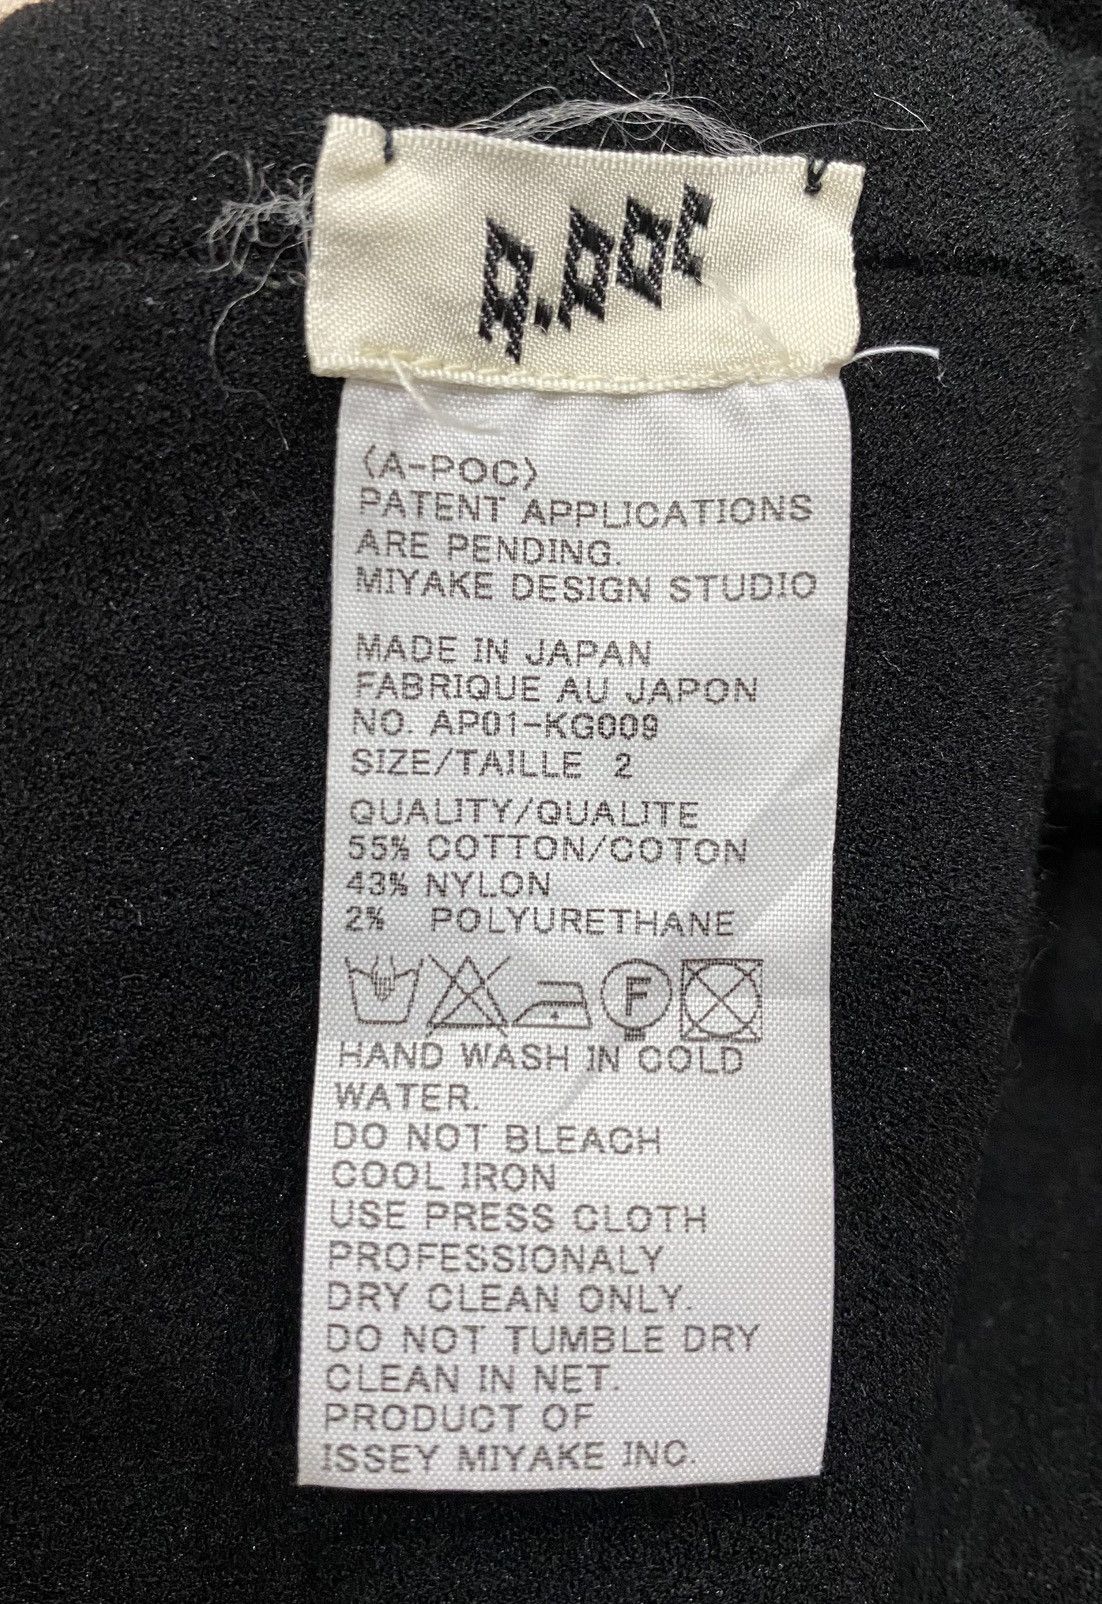 a.poc
(A-POC)
PATENT APPLICATIONS
ARE PENDING.
MIYAKE DESIGN STUDIO
MADE IN JAPAN
FABRIQUE AU JAPON
NO. AP01-KG009
SIZE/TAILLE 2
QUALITY/QUALITE
55% COTTON/COTON
43% NYLON
2% POLYURETHANE
F
HAND WASH IN COLD
WATER.
DO NOT BLEACH
COOL IRON
USE PRESS CLOTH
PROFESSIONALY
DRY CLEAN ONLY.
DO NOT TUMBLE DRY
CLEAN IN NET.
PRODUCT OF
ISSEY MIYAKE INC.